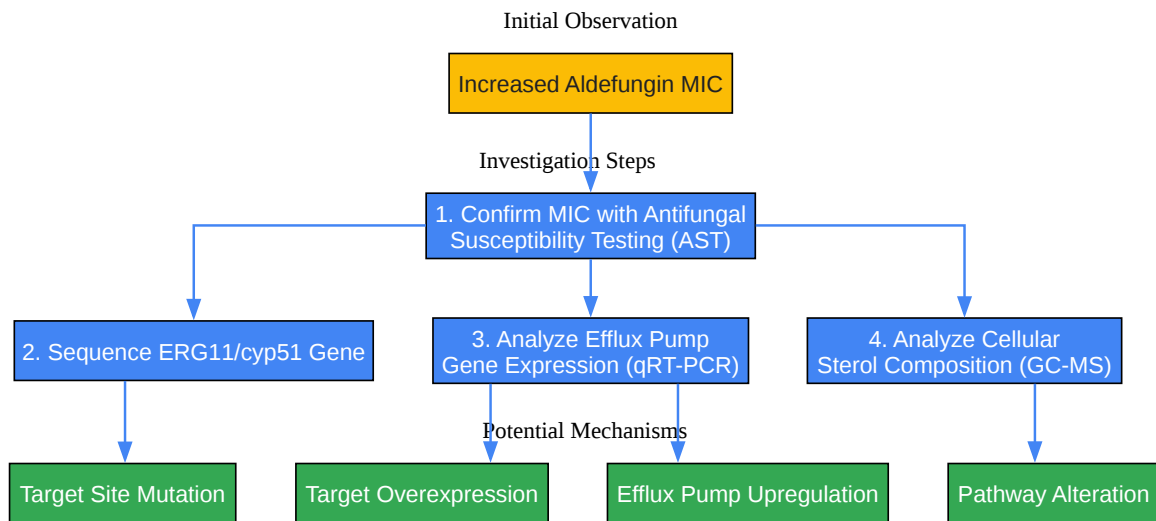 Initial Observation
Increased Aldefungin MIC
Investigation Steps
1. Confirm MIC with Antifungal
Susceptibility Testing (AST)
2. Sequence ERG11/cyp51 Gene
3. Analyze Efflux Pump
Gene Expression (qRT-PCR)
4. Analyze Cellular
Sterol Composition (GC-MS)
Potential Mechanisms
Target Site Mutation
Target Overexpression
Efflux Pump Upregulation
Pathway Alteration